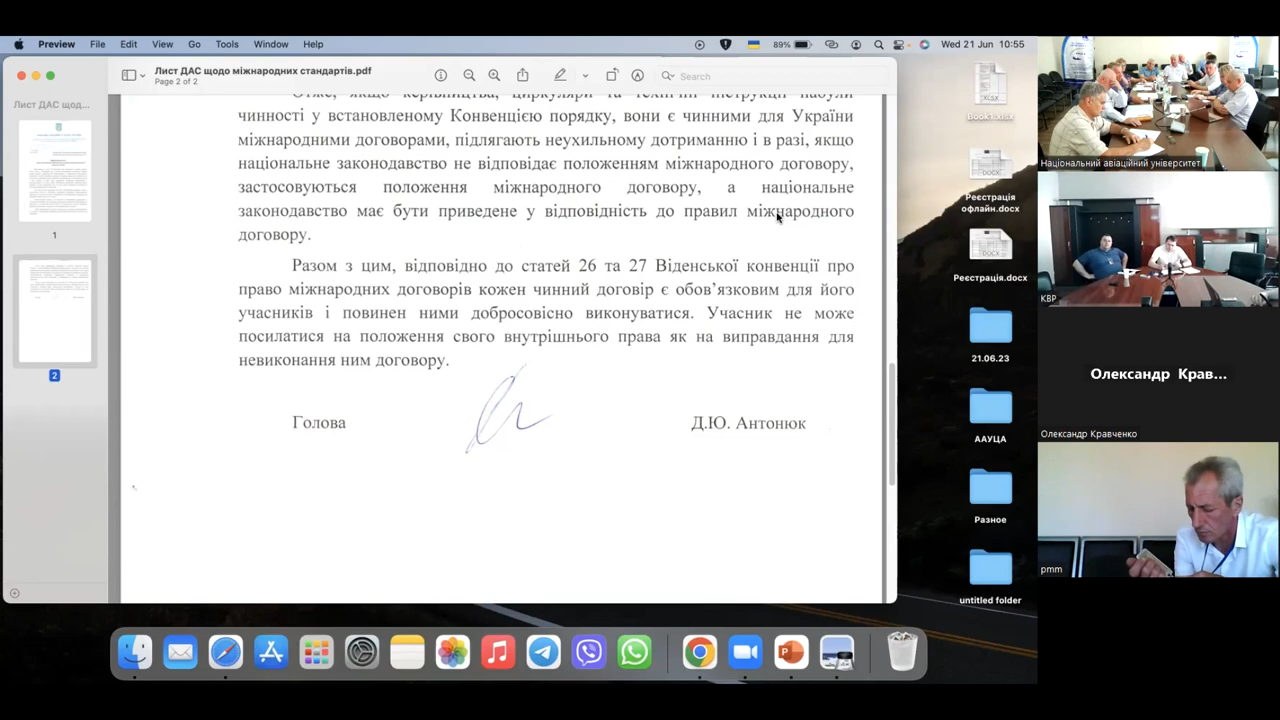 Preview File Edit View Go Tools Window Help
89% Wed 21 Jun 10:55
Лист ДАС щодо міжнародних стандартів.pdf
Page 2 of 2
Search
Лист ДАС щод...
1
2
чинності у встановленому Конвенцією порядку, вони є чинними для України
міжнародними договорами, підлягають неухильному дотриманню і в разі, якщо
національне законодавство не відповідає положенням міжнародного договору,
застосовуються положення міжнародного договору, а національне
законодавство має бути приведене у відповідність до правил міжнародного
договору.
Разом з цим, відповідно до статей 26 та 27 Віденської конвенції про
право міжнародних договорів кожен чинний договір є обов’язковим для його
учасників і повинен ними добросовісно виконуватися. Учасник не може
посилатися на положення свого внутрішнього права як на виправдання для
невиконання ним договору.
Голова Д.Ю. Антонюк
XLSX
Book1.xlsx
DOCX
Реєстрація
офлайн.docx
DOCX
Реєстрація.docx
21.06.23
ААУЦА
Разное
untitled folder
Національний авіаційний університет
КВР
Олександр Крав...
Олександр Кравченко
pmm